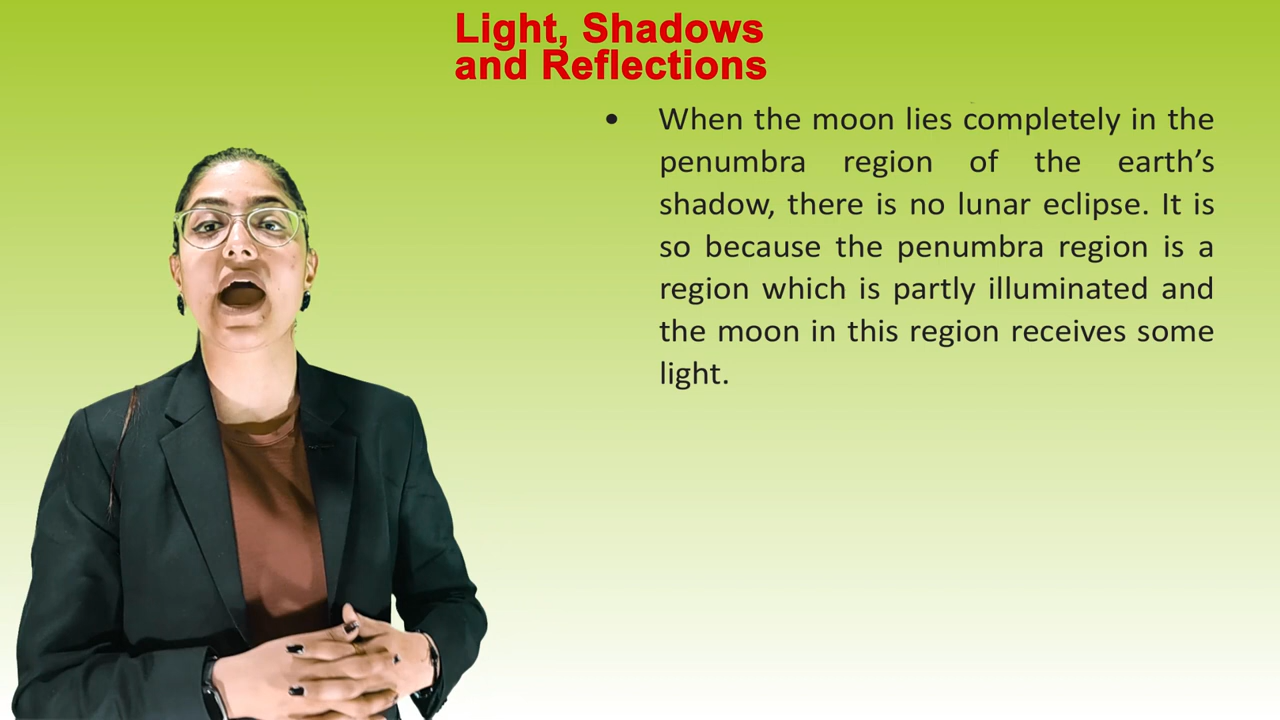 Light, Shadows
and Reflections
• When the moon lies completely in the
penumbra region of the earth’s
shadow, there is no lunar eclipse. It is
so because the penumbra region is a
region which is partly illuminated and
the moon in this region receives some
light.